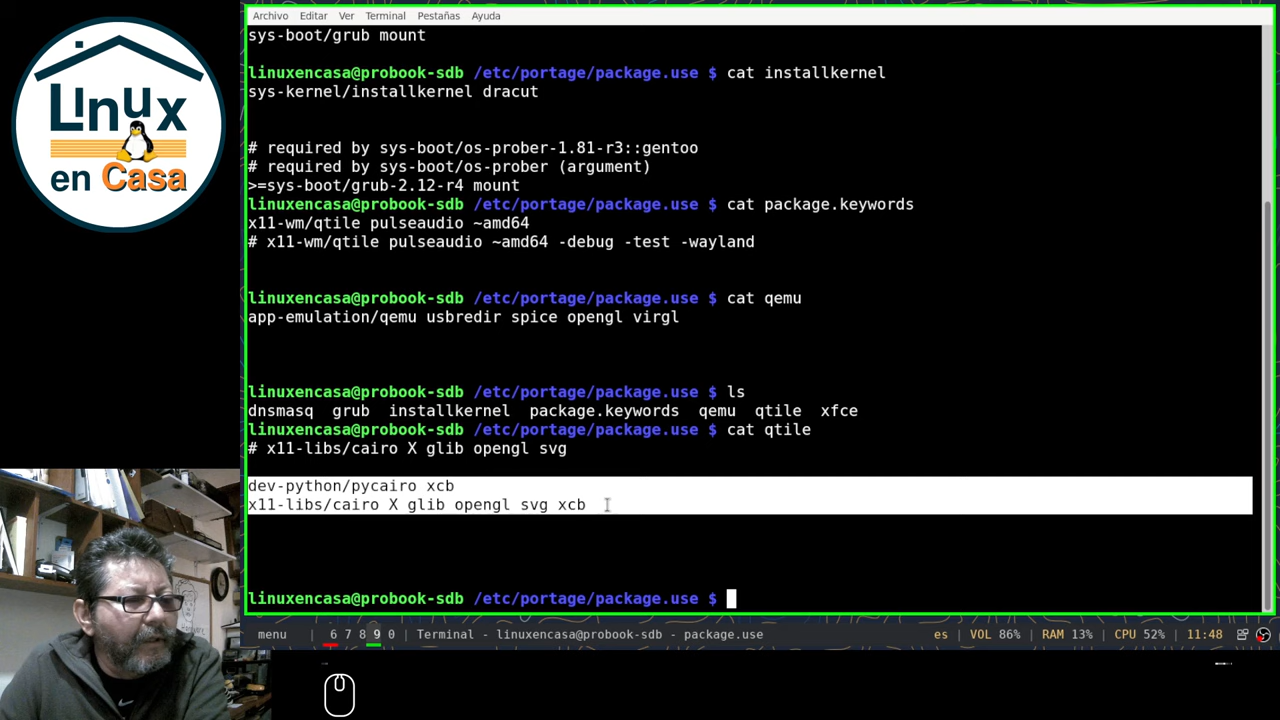 Linux
en Casa
Archivo Editar Ver Terminal Pestañas Ayuda
sys-boot/grub mount
linuxencasa@probook-sdb /etc/portage/package.use $ cat installkernel
sys-kernel/installkernel dracut
# required by sys-boot/os-prober-1.81-r3::gentoo
# required by sys-boot/os-prober (argument)
>=sys-boot/grub-2.12-r4 mount
linuxencasa@probook-sdb /etc/portage/package.use $ cat package.keywords
x11-wm/qtile pulseaudio ~amd64
# x11-wm/qtile pulseaudio ~amd64 -debug -test -wayland
linuxencasa@probook-sdb /etc/portage/package.use $ cat qemu
app-emulation/qemu usbredir spice opengl virgl
linuxencasa@probook-sdb /etc/portage/package.use $ ls
dnsmasq grub installkernel package.keywords qemu qtile xfce
linuxencasa@probook-sdb /etc/portage/package.use $ cat qtile
# x11-libs/cairo X glib opengl svg
dev-python/pycairo xcb
x11-libs/cairo X glib opengl svg xcb
linuxencasa@probook-sdb /etc/portage/package.use $
menu | 6 7 8 9 0 | Terminal - linuxencasa@probook-sdb - package.use es | VOL 86% | RAM 13% | CPU 52% | 11:48